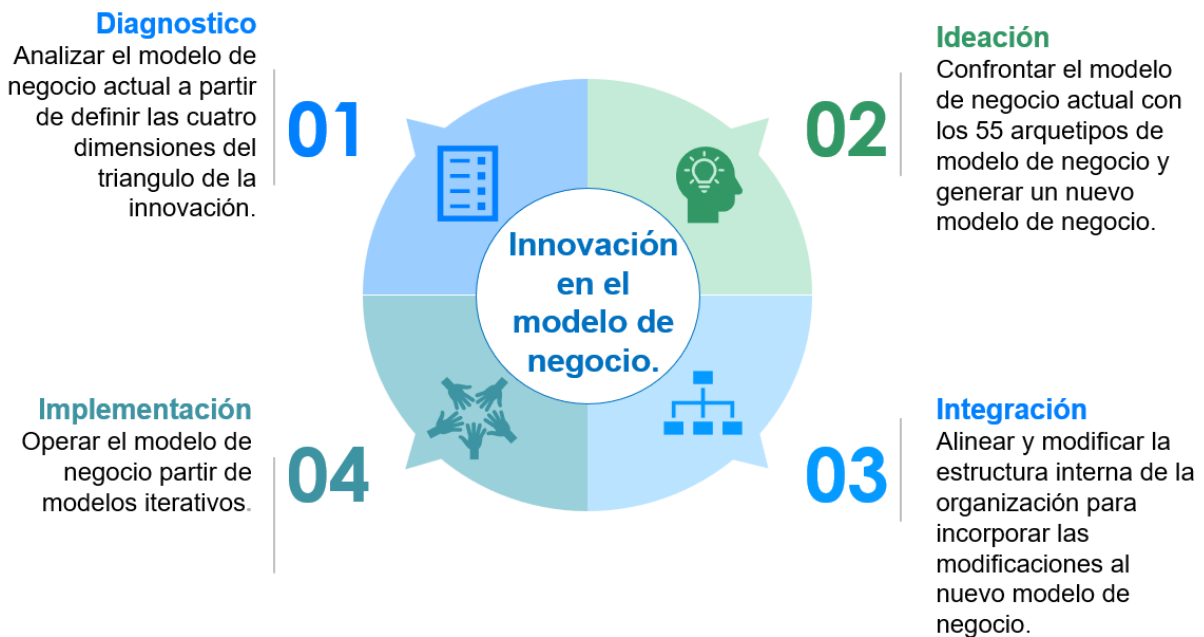 Diagnostico
Analizar el modelo de
negocio actual a partir
de definir las cuatro
dimensiones del
triangulo de la
innovación.
01
02
Ideación
Confrontar el modelo
de negocio actual con
los 55 arquetipos de
modelo de negocio y
generar un nuevo
modelo de negocio.
Innovación
en el
modelo de
negocio.
03
Integración
Alinear y modificar la
estructura interna de la
organización para
incorporar las
modificaciones al
nuevo modelo de
negocio.
Implementación
Operar el modelo de
negocio partir de
modelos iterativos.
04